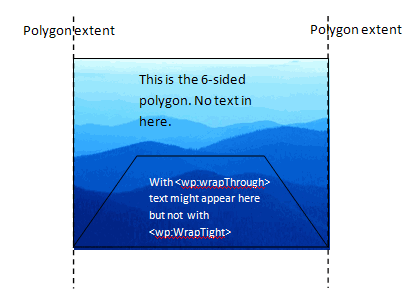 Polygon extent
Polygon extent
This is the 6-sided
polygon. No text in
here.
With <wp:wrapThrough>
text might appear here
but not with
<wp:WrapTight>